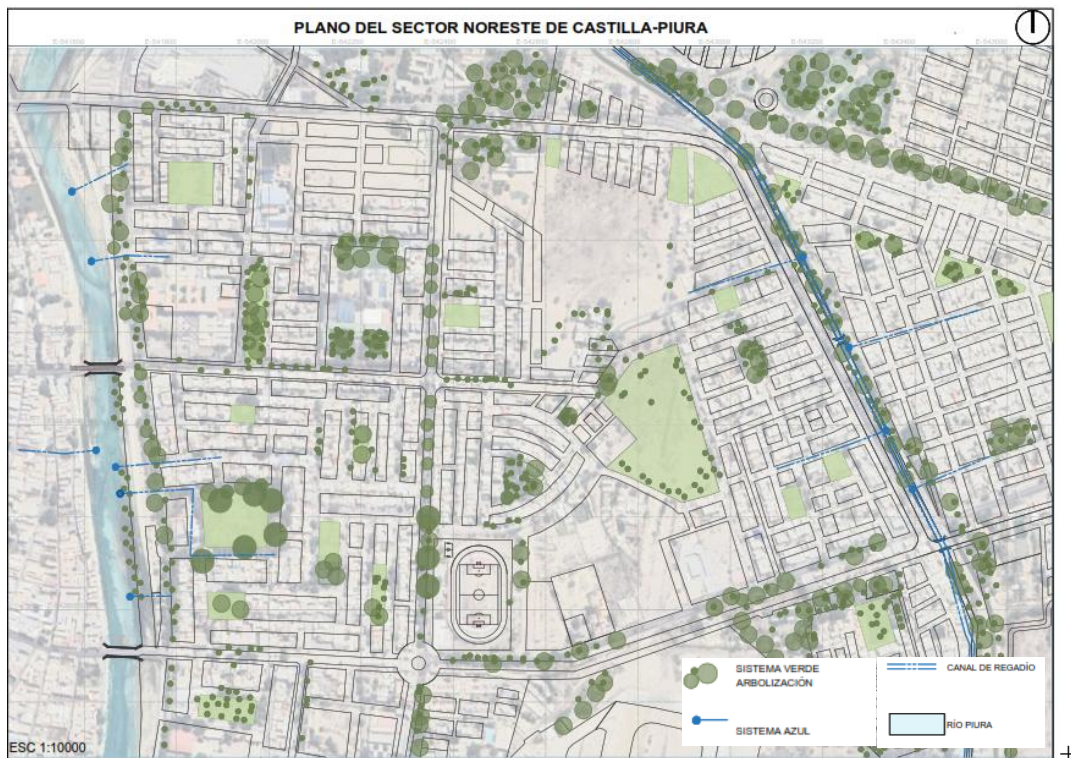 PLANO DEL SECTOR NORESTE DE CASTILLA-PIURA
SISTEMA VERDE
ARBOLIZACIÓN
CANAL DE REGADÍO
SISTEMA AZUL
RÍO PIURA
ESC 1:10000